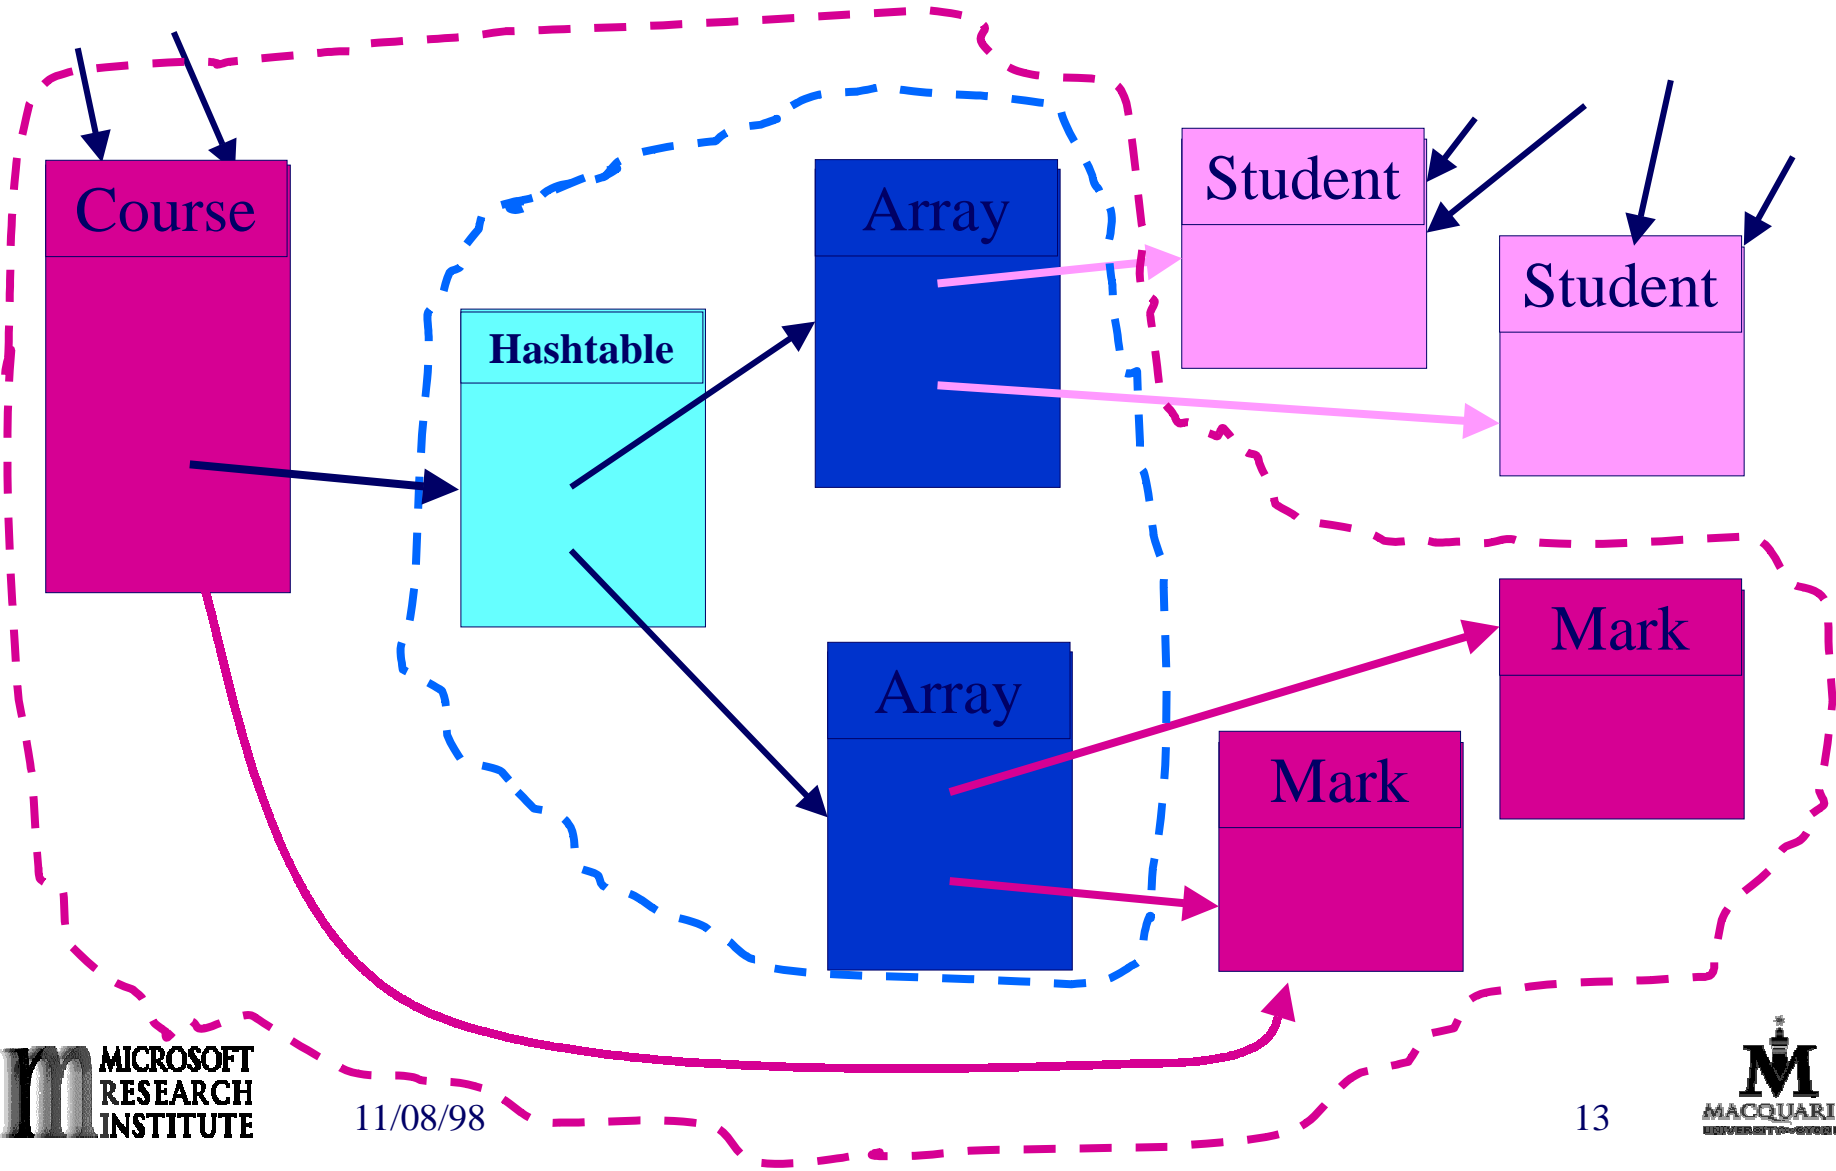 Course
Hashtable
Array
Student
Student
Array
Mark
Mark
MICROSOFT
RESEARCH
INSTITUTE
11/08/98
13
MACQUARI